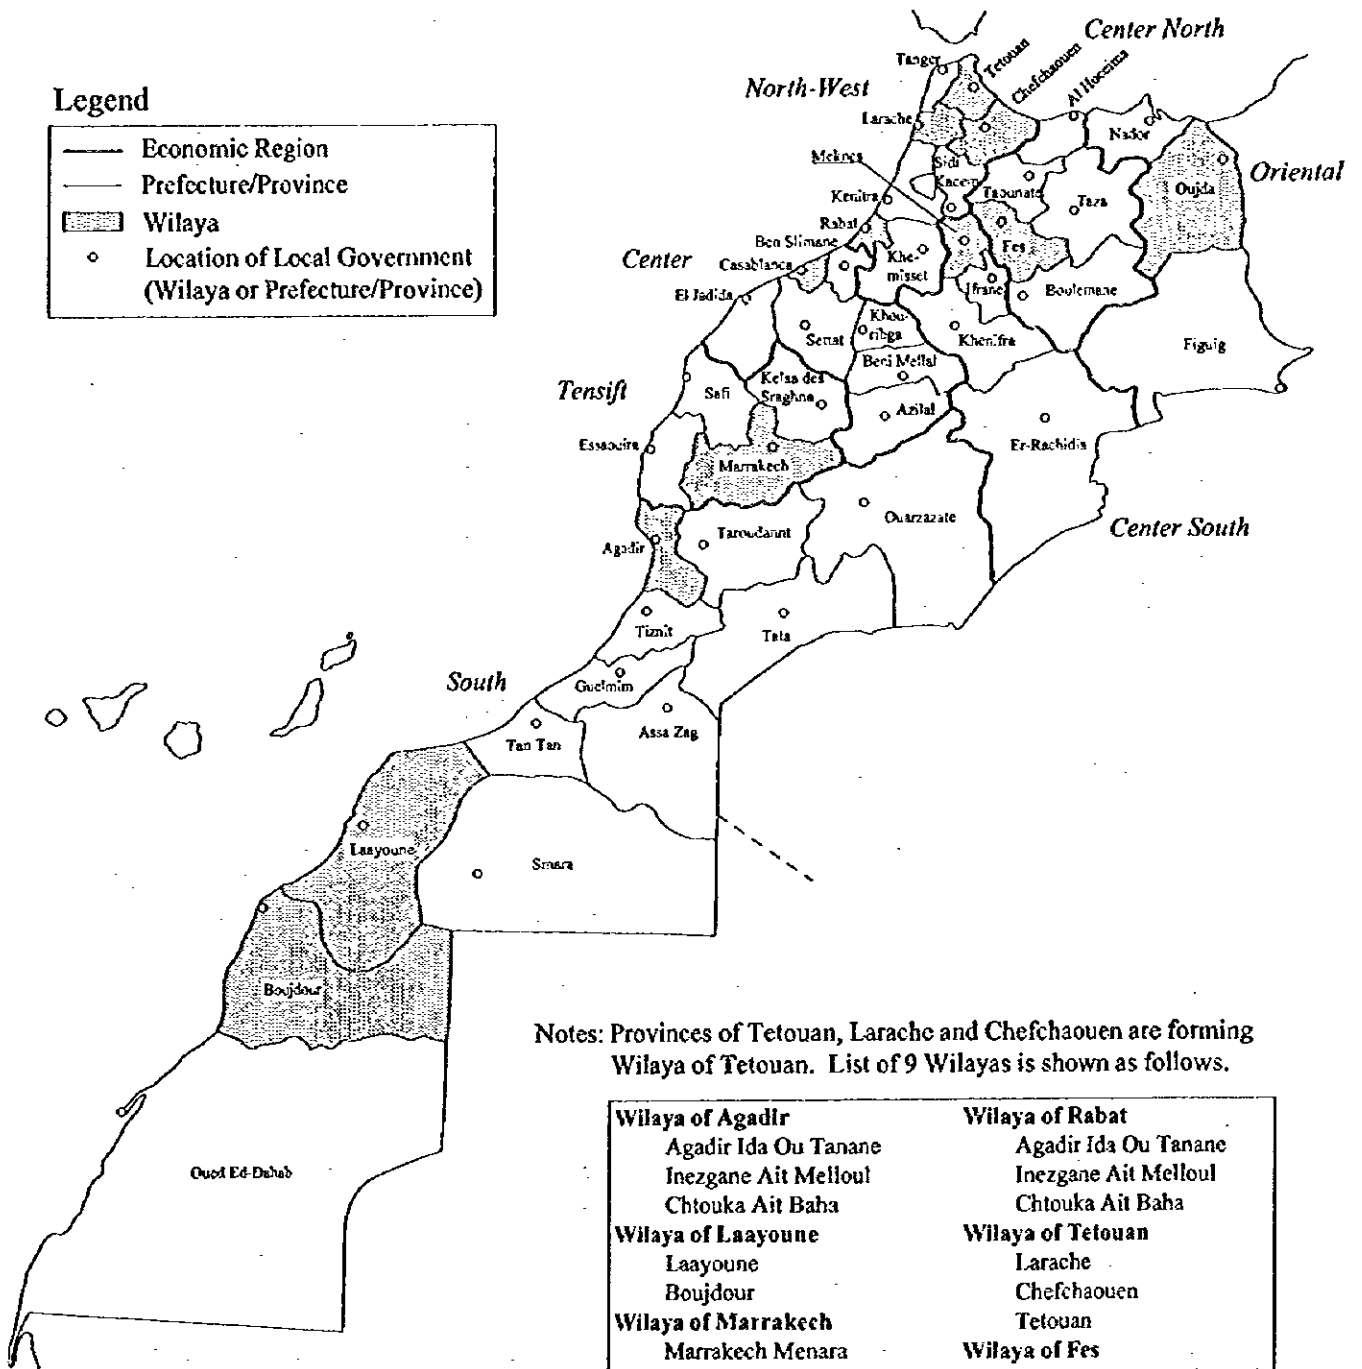 Center North
Tanger
Tetouan
Chefchaouen
Al Hoceima
North-West
Legend
Economic Region
Prefecture/Province
Wilaya
Location of Local Government
(Wilaya or Prefecture/Province)
Larache
Nador
Meknes
Sidi
Kacem
Taounate
Taza
Oujda
Oriental
Kenitra
Rabat
Ben Slimane
Fes
Center
Casablanca
Khe-
misset
El Jadida
Ifrane
Boulemane
Settat
Khou-
ribga
Khenifra
Figuig
Beni Mellal
Tensift
Safi
Kelaa des
Sraghna
Azilal
Essaouira
Er-Rachidia
Marrakech
Ouarzazate
Center South
Taroudannt
Agadir
Tiznit
Tata
South
Guelmim
Assa Zag
Tan Tan
Laayoune
Smara
Boujdour
Oued Ed-Dahab
Notes: Provinces of Tetouan, Larache and Chefchaouen are forming
Wilaya of Tetouan. List of 9 Wilayas is shown as follows.
Wilaya of Agadir
Agadir Ida Ou Tanane
Inezgane Ait Melloul
Chtouka Ait Baha
Wilaya of Laayoune
Laayoune
Boujdour
Wilaya of Marrakech
Marrakech Menara
Wilaya of Rabat
Agadir Ida Ou Tanane
Inezgane Ait Melloul
Chtouka Ait Baha
Wilaya of Tetouan
Larache
Chefchaouen
Tetouan
Wilaya of Fes